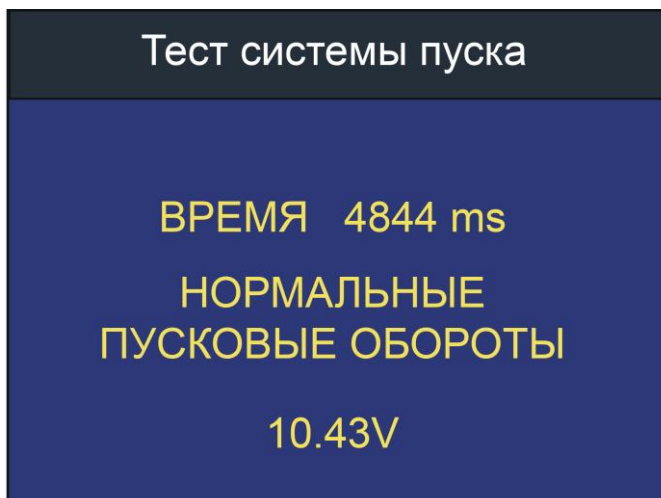 Тест системы пуска
ВРЕМЯ 4844 ms
НОРМАЛЬНЫЕ
ПУСКОВЫЕ ОБОРОТЫ
10.43V